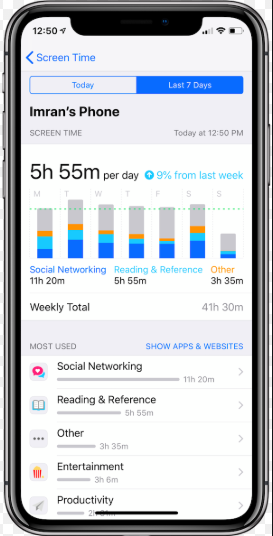 12:50
Screen Time
Today Last 7 Days
Imran's Phone
SCREEN TIME Today at 12:50 PM
5h 55m per day 9% from last week
M T W T F S S
Social Networking Reading & Reference Other
11h 20m 5h 55m 3h 35m
Weekly Total 41h 30m
MOST USED SHOW APPS & WEBSITES
Social Networking
11h 20m
Reading & Reference
5h 55m
Other
3h 35m
Entertainment
3h 6m
Productivity